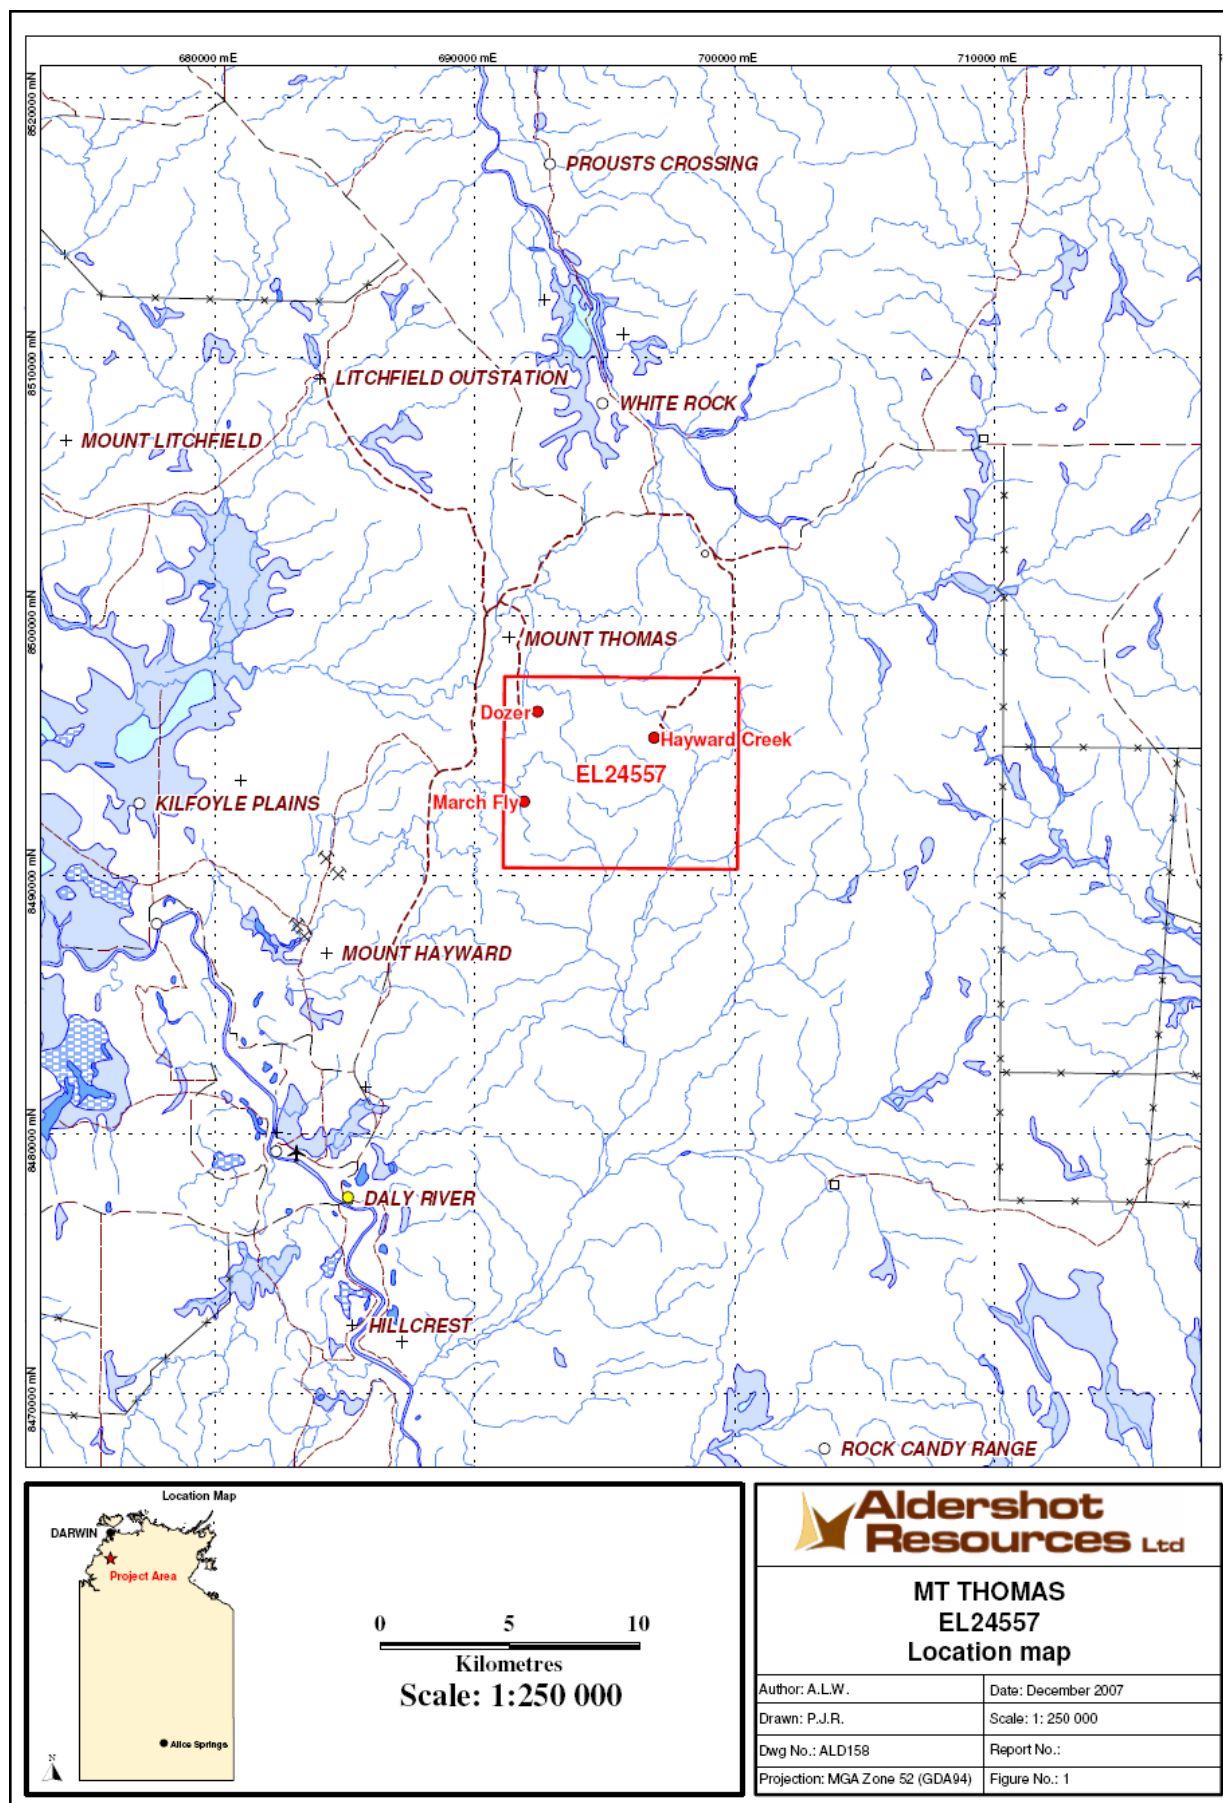 680000 mE
690000 mE
700000 mE
710000 mE
8520000 mN
PROUSTS CROSSING
8510000 mN
LITCHFIELD OUTSTATION
WHITE ROCK
MOUNT LITCHFIELD
8500000 mN
MOUNT THOMAS
Dozer
Hayward Creek
EL24557
March Fly
KILFOYLE PLAINS
8490000 mN
MOUNT HAYWARD
8480000 mN
DALY RIVER
HILLCREST
8470000 mN
ROCK CANDY RANGE
Location Map
DARWIN
Project Area
Alice Springs
N
0 5 10
Kilometres
Scale: 1:250 000
Aldershot
Resources Ltd
MT THOMAS
EL24557
Location map
Author: A.L.W.
Date: December 2007
Drawn: P.J.R.
Scale: 1: 250 000
Dwg No.: ALD158
Report No.:
Projection: MGA Zone 52 (GDA94)
Figure No.: 1